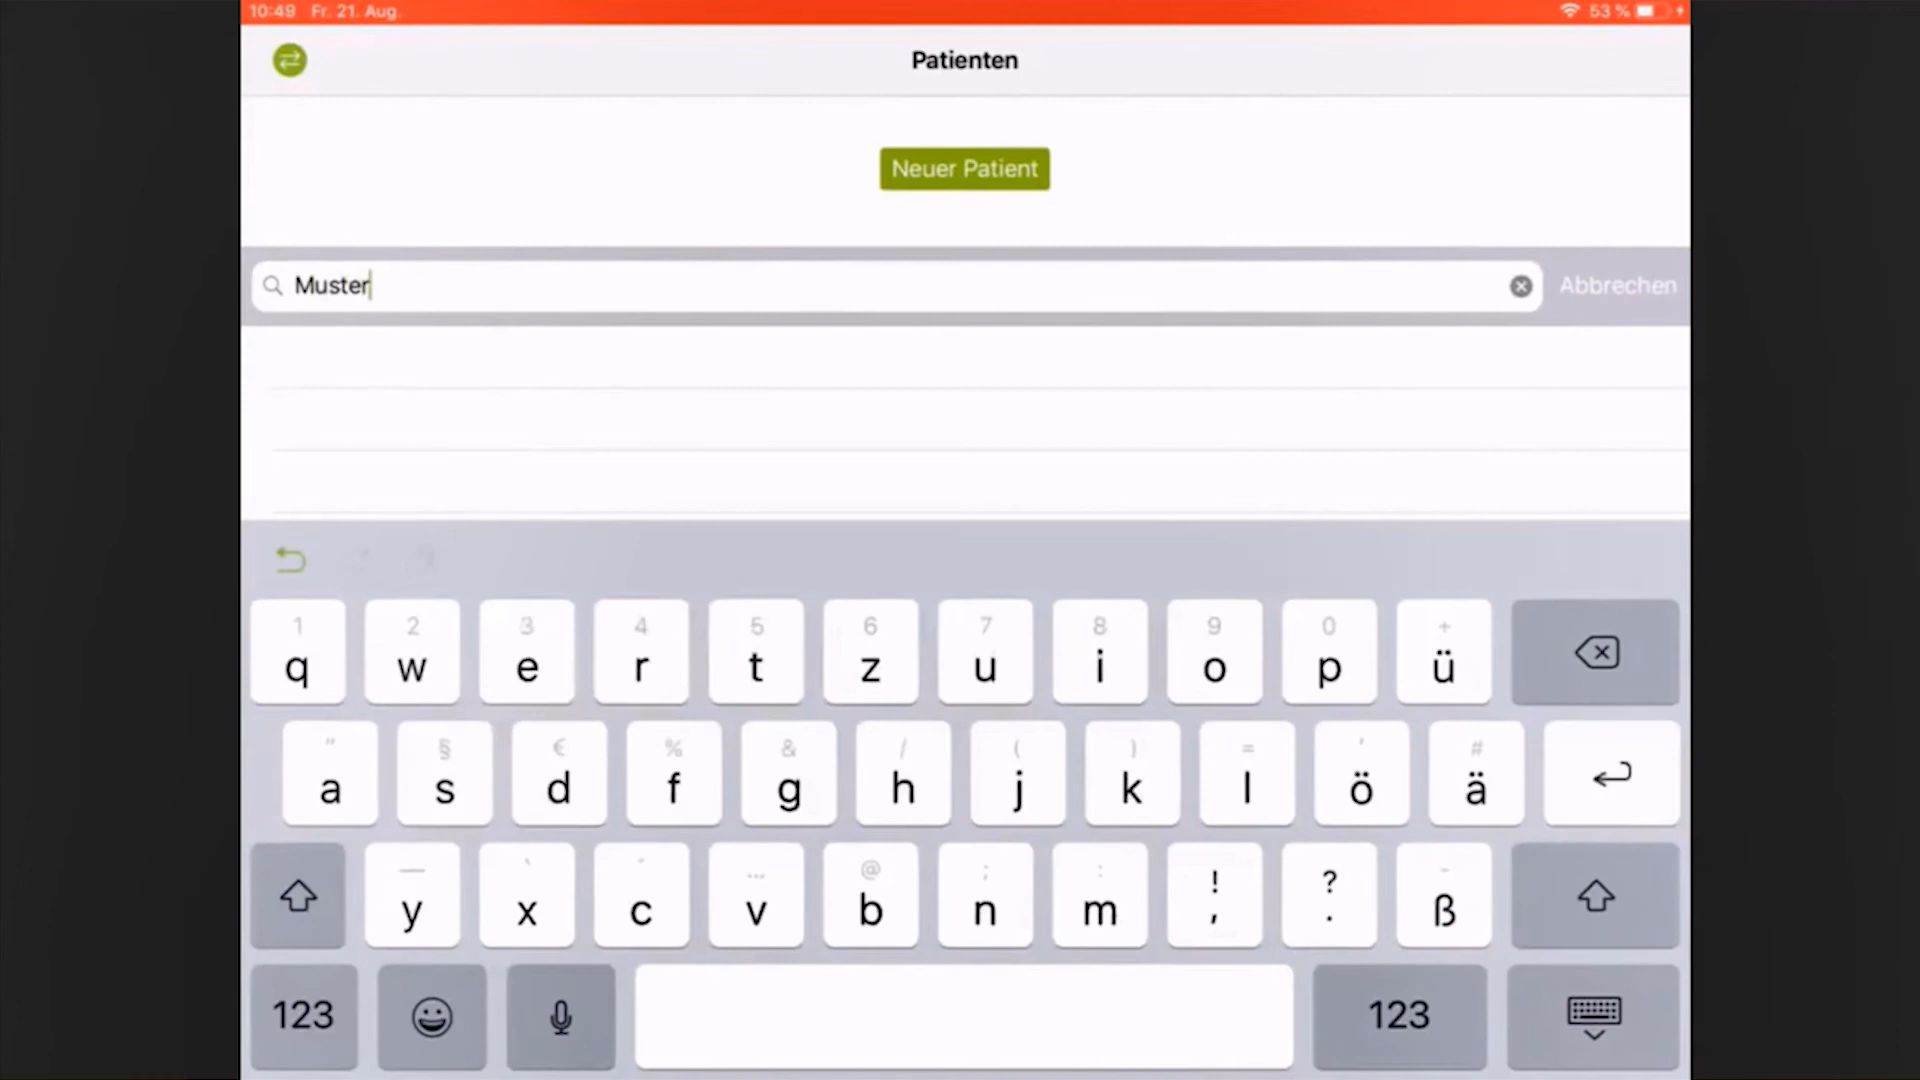 10:49 Fr. 21. Aug. 53 %
Patienten
Neuer Patient
Muster Abbrechen
1 2 3 4 5 6 7 8 9 0 +
q w e r t z u i o p ü
" § € % & / ( ) = ' #
a s d f g h j k l ö ä
— ` ´ ... @ ; : ! ? -
y x c v b n m , . ß
123 123